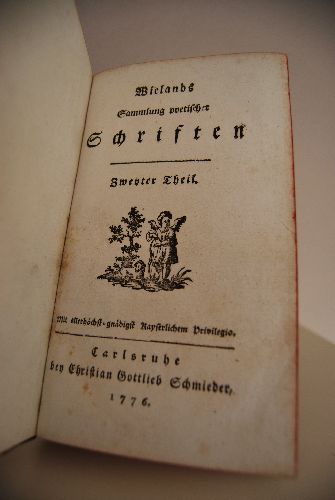 Wielands
Sammlung poetischer
Schriften
Zweyter Theil.
Mit allerhöchst-gnädigst Kayserlichem Privilegio.
Carlsruhe
bey Christian Gottlieb Schmieder,
1776.